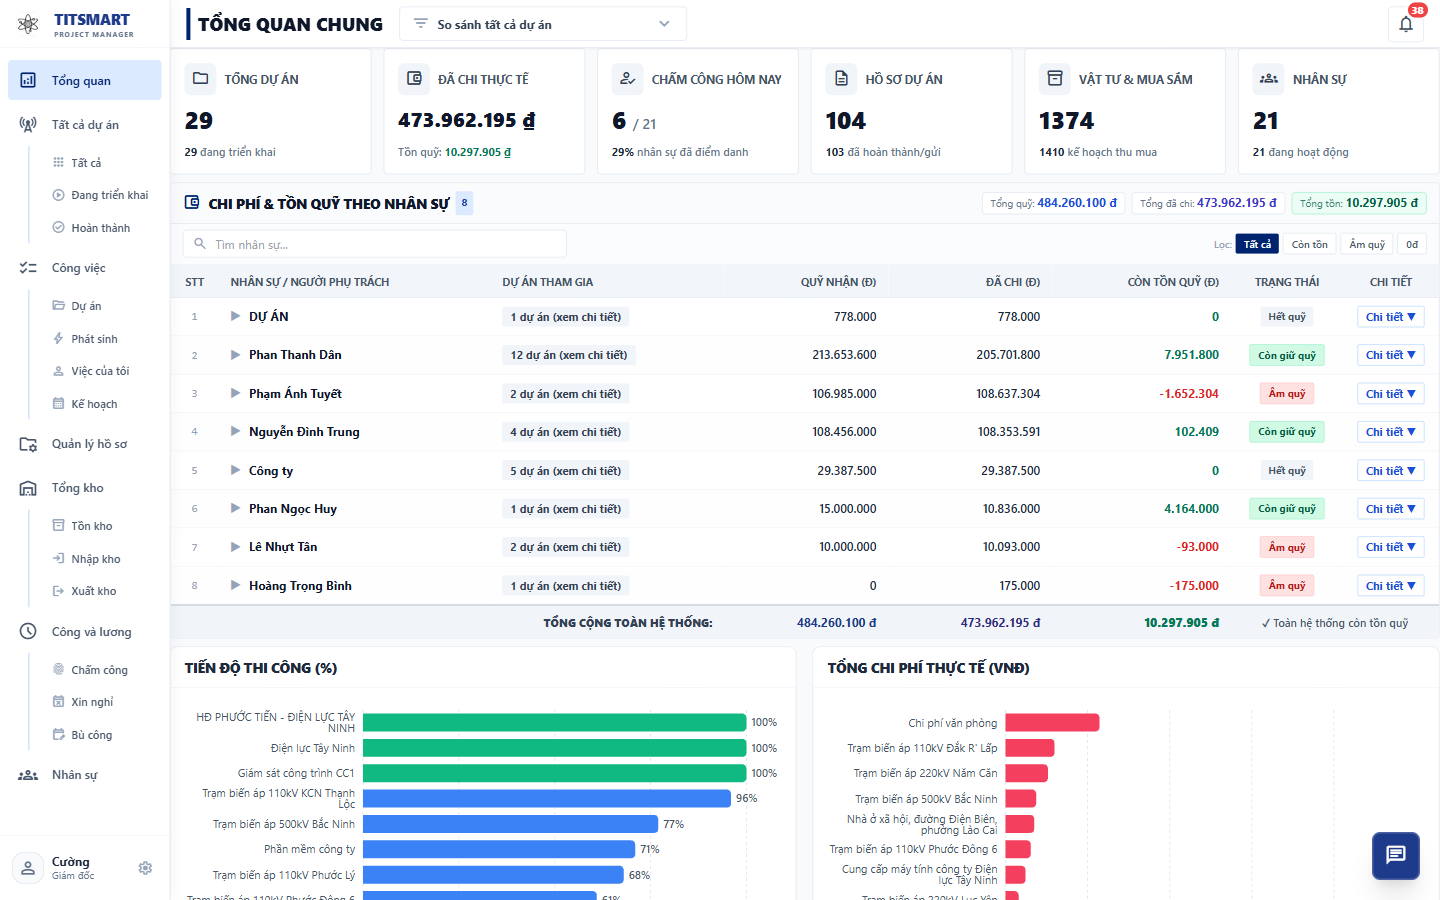 TITSMART
PROJECT MANAGER
Tổng quan
Tất cả dự án
Tất cả
Đang triển khai
Hoàn thành
Công việc
Dự án
Phát sinh
Việc của tôi
Kế hoạch
Quản lý hồ sơ
Tổng kho
Tồn kho
Nhập kho
Xuất kho
Công và lương
Chấm công
Xin nghỉ
Bù công
Nhân sự
Cường
Giám đốc
TỔNG QUAN CHUNG
So sánh tất cả dự án
38
TỔNG DỰ ÁN
29
29 đang triển khai
ĐÃ CHI THỰC TẾ
473.962.195 ₫
Tồn quỹ: 10.297.905 ₫
CHẤM CÔNG HÔM NAY
6 / 21
29% nhân sự đã điểm danh
HỒ SƠ DỰ ÁN
104
103 đã hoàn thành/gửi
VẬT TƯ & MUA SẮM
1374
1410 kế hoạch thu mua
NHÂN SỰ
21
21 đang hoạt động
CHI PHÍ & TỒN QUỸ THEO NHÂN SỰ 8
Tổng quỹ: 484.260.100 đ
Tổng đã chi: 473.962.195 đ
Tổng tồn: 10.297.905 đ
Tìm nhân sự...
Lọc: Tất cả Còn tồn Âm quỹ 0đ
STT NHÂN SỰ / NGƯỜI PHỤ TRÁCH DỰ ÁN THAM GIA QUỸ NHẬN (Đ) ĐÃ CHI (Đ) CÒN TỒN QUỸ (Đ) TRẠNG THÁI CHI TIẾT
1 ▶ DỰ ÁN 1 dự án (xem chi tiết) 778.000 778.000 0 Hết quỹ Chi tiết ▼
2 ▶ Phan Thanh Dân 12 dự án (xem chi tiết) 213.653.600 205.701.800 7.951.800 Còn giữ quỹ Chi tiết ▼
3 ▶ Phạm Ánh Tuyết 2 dự án (xem chi tiết) 106.985.000 108.637.304 -1.652.304 Âm quỹ Chi tiết ▼
4 ▶ Nguyễn Đình Trung 4 dự án (xem chi tiết) 108.456.000 108.353.591 102.409 Còn giữ quỹ Chi tiết ▼
5 ▶ Công ty 5 dự án (xem chi tiết) 29.387.500 29.387.500 0 Hết quỹ Chi tiết ▼
6 ▶ Phan Ngọc Huy 1 dự án (xem chi tiết) 15.000.000 10.836.000 4.164.000 Còn giữ quỹ Chi tiết ▼
7 ▶ Lê Nhựt Tân 2 dự án (xem chi tiết) 10.000.000 10.093.000 -93.000 Âm quỹ Chi tiết ▼
8 ▶ Hoàng Trọng Bình 1 dự án (xem chi tiết) 0 175.000 -175.000 Âm quỹ Chi tiết ▼
TỔNG CỘNG TOÀN HỆ THỐNG: 484.260.100 đ 473.962.195 đ 10.297.905 đ ✓ Toàn hệ thống còn tồn quỹ
TIẾN ĐỘ THI CÔNG (%)
HĐ PHƯỚC TIẾN - ĐIỆN LỰC TÂY
NINH
100%
Điện lực Tây Ninh 100%
Giám sát công trình CC1 100%
Trạm biến áp 110kV KCN Thạnh
Lộc
96%
Trạm biến áp 500kV Bắc Ninh 77%
Phần mềm công ty 71%
Trạm biến áp 110kV Phước Lý 68%
Trạm biến áp 110kV Phước Đông 6 61%
TỔNG CHI PHÍ THỰC TẾ (VNĐ)
Chi phí văn phòng
Trạm biến áp 110kV Đắk R' Lấp
Trạm biến áp 220kV Năm Căn
Trạm biến áp 500kV Bắc Ninh
Nhà ở xã hội, đường Điện Biên,
phường Lào Cai
Trạm biến áp 110kV Phước Đông 6
Cung cấp máy tính công ty Điện
lực Tây Ninh
Trạm biến áp 220kV Lục Yên